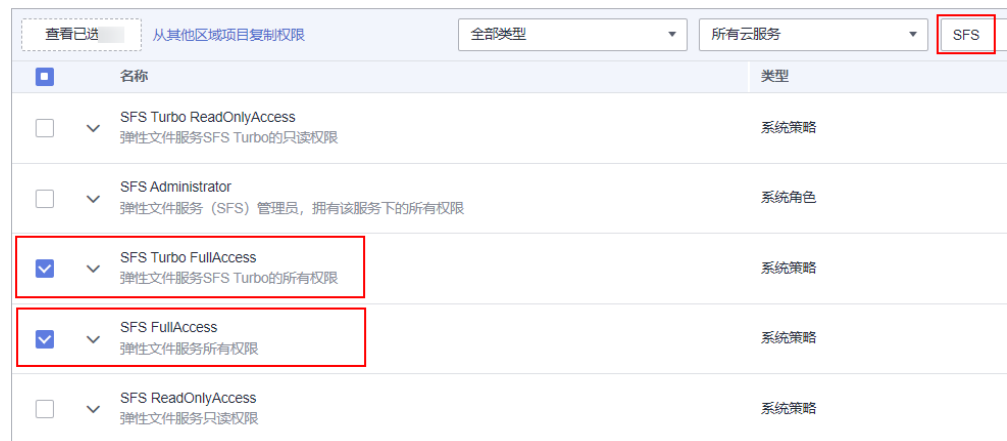 查看已选
从其他区域项目复制权限
全部类型
所有云服务
SFS
名称
类型
SFS Turbo ReadOnlyAccess
弹性文件服务SFS Turbo的只读权限
系统策略
SFS Administrator
弹性文件服务（SFS）管理员，拥有该服务下的所有权限
系统角色
SFS Turbo FullAccess
弹性文件服务SFS Turbo的所有权限
系统策略
SFS FullAccess
弹性文件服务所有权限
系统策略
SFS ReadOnlyAccess
弹性文件服务只读权限
系统策略